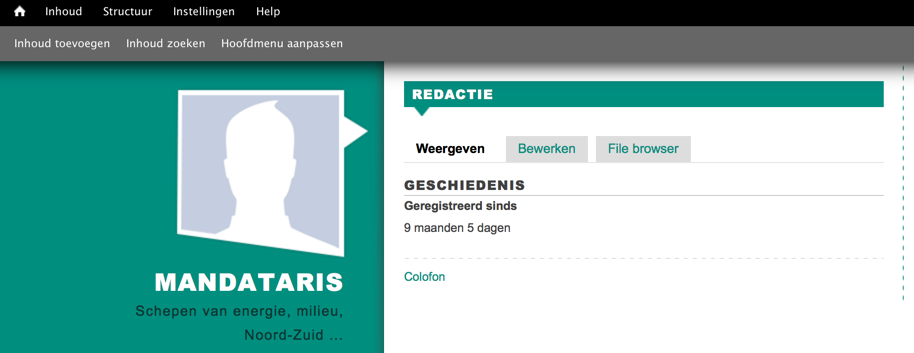 Inhoud Structuur Instellingen Help
Inhoud toevoegen Inhoud zoeken Hoofdmenu aanpassen
MANDATARIS
Schepen van energie, milieu,
Noord-Zuid ...
REDACTIE
Weergeven Bewerken File browser
GESCHIEDENIS
Geregistreerd sinds
9 maanden 5 dagen
Colofon